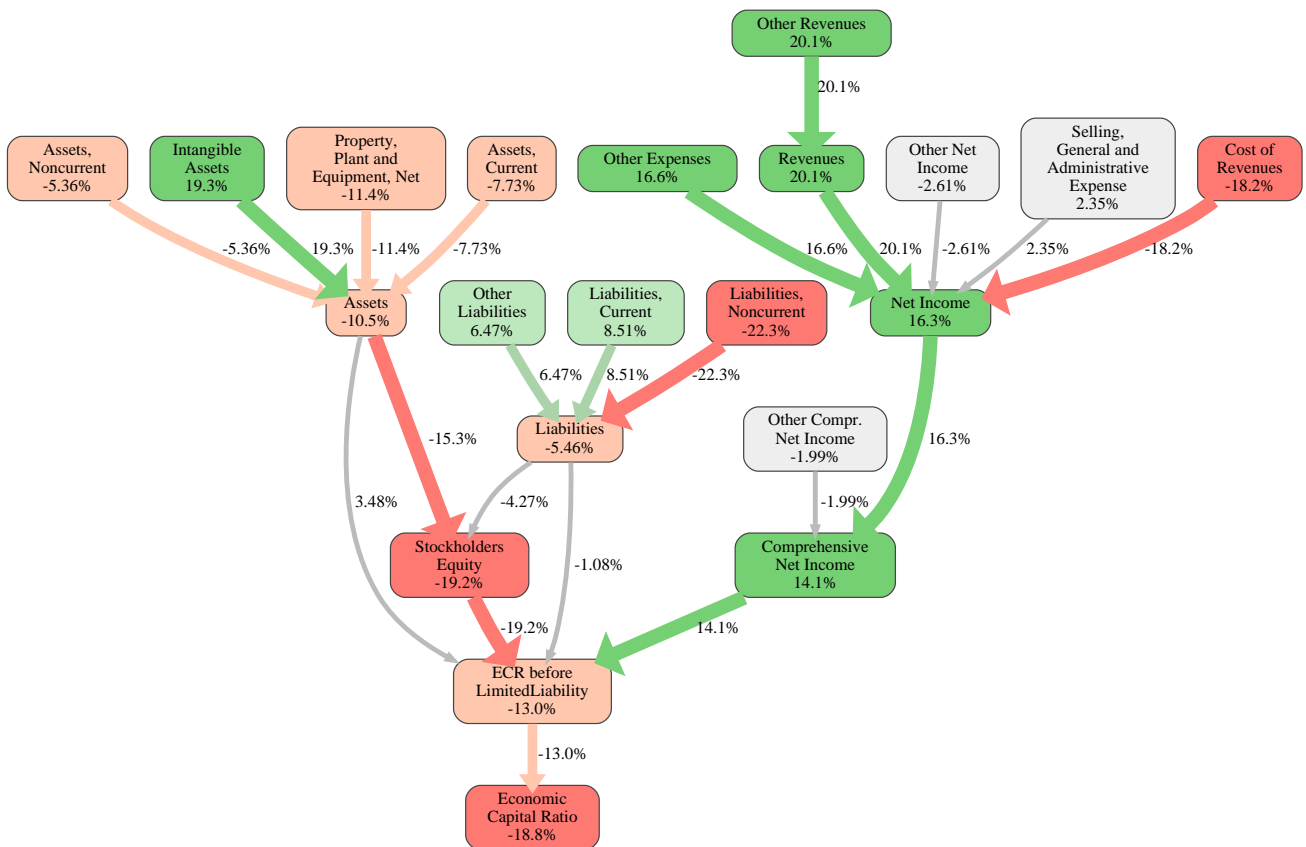 Other Revenues
20.1%
20.1%
Assets,
Noncurrent
-5.36%
Intangible
Assets
19.3%
Property,
Plant and
Equipment, Net
-11.4%
Assets,
Current
-7.73%
Other Expenses
16.6%
Revenues
20.1%
Other Net
Income
-2.61%
Selling,
General and
Administrative
Expense
2.35%
Cost of
Revenues
-18.2%
-5.36%
19.3%
-11.4%
-7.73%
16.6%
20.1%
-2.61%
2.35%
-18.2%
Assets
-10.5%
Other
Liabilities
6.47%
Liabilities,
Current
8.51%
Liabilities,
Noncurrent
-22.3%
Net Income
16.3%
6.47%
8.51%
-22.3%
-15.3%
Liabilities
-5.46%
Other Compr.
Net Income
-1.99%
16.3%
3.48%
-4.27%
-1.99%
Stockholders
Equity
-19.2%
-1.08%
Comprehensive
Net Income
14.1%
-19.2%
14.1%
ECR before
LimitedLiability
-13.0%
-13.0%
Economic
Capital Ratio
-18.8%